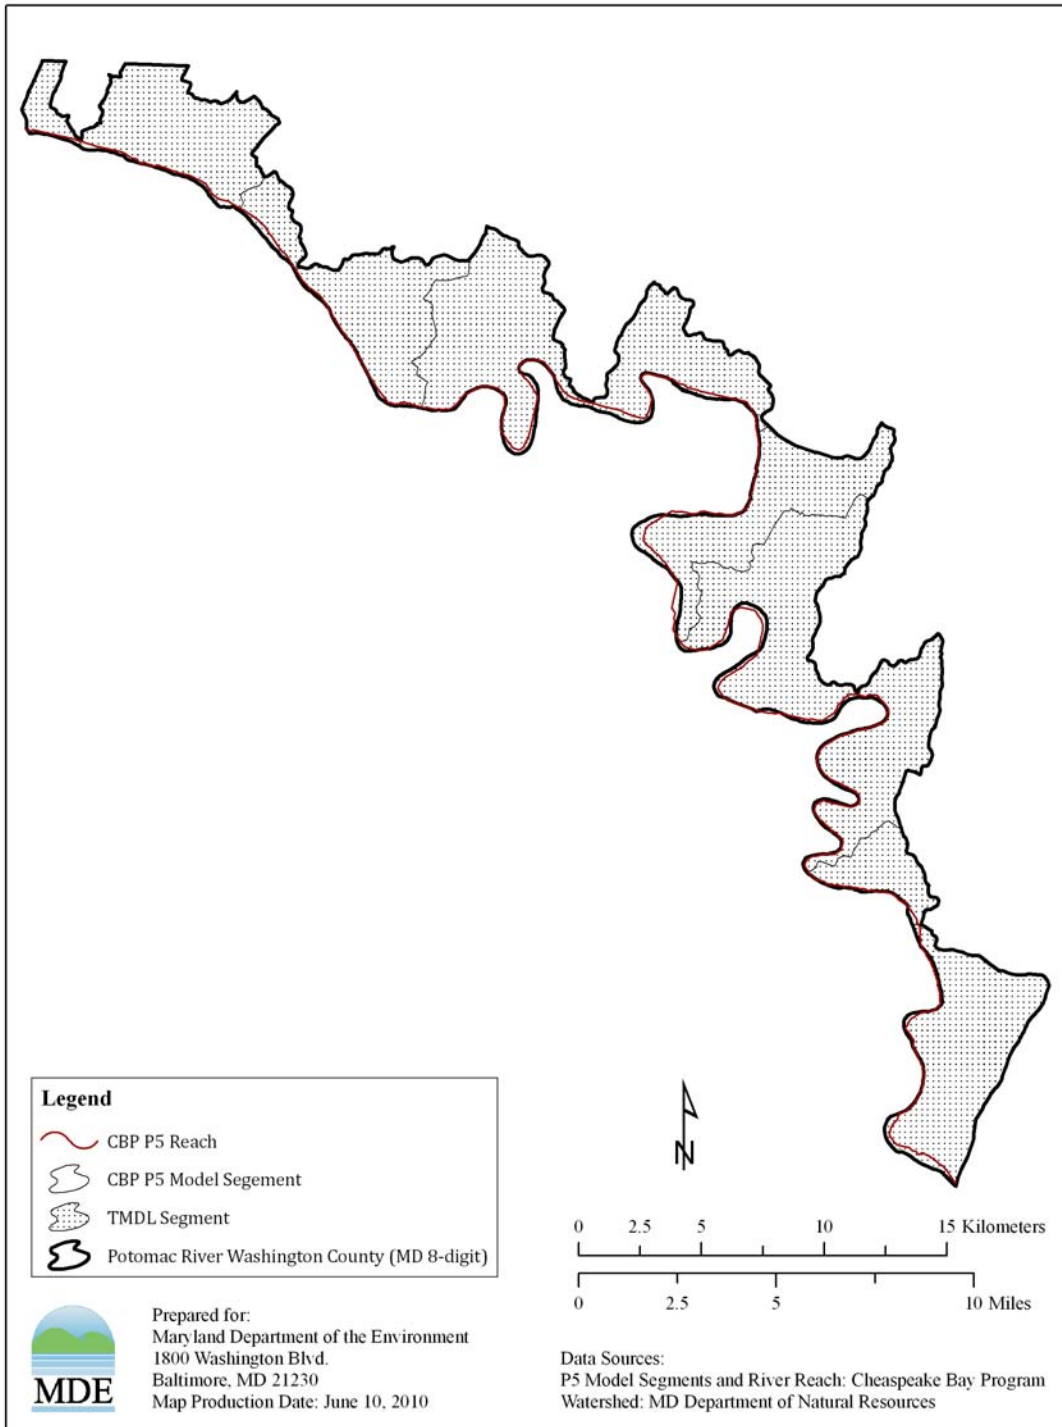 Legend
CBP P5 Reach
CBP P5 Model Segement
TMDL Segment
Potomac River Washington County (MD 8-digit)
N
0 2.5 5 10 15 Kilometers
0 2.5 5 10 Miles
MDE
Prepared for:
Maryland Department of the Environment
1800 Washington Blvd.
Baltimore, MD 21230
Map Production Date: June 10, 2010
Data Sources:
P5 Model Segments and River Reach: Cheaspeake Bay Program
Watershed: MD Department of Natural Resources